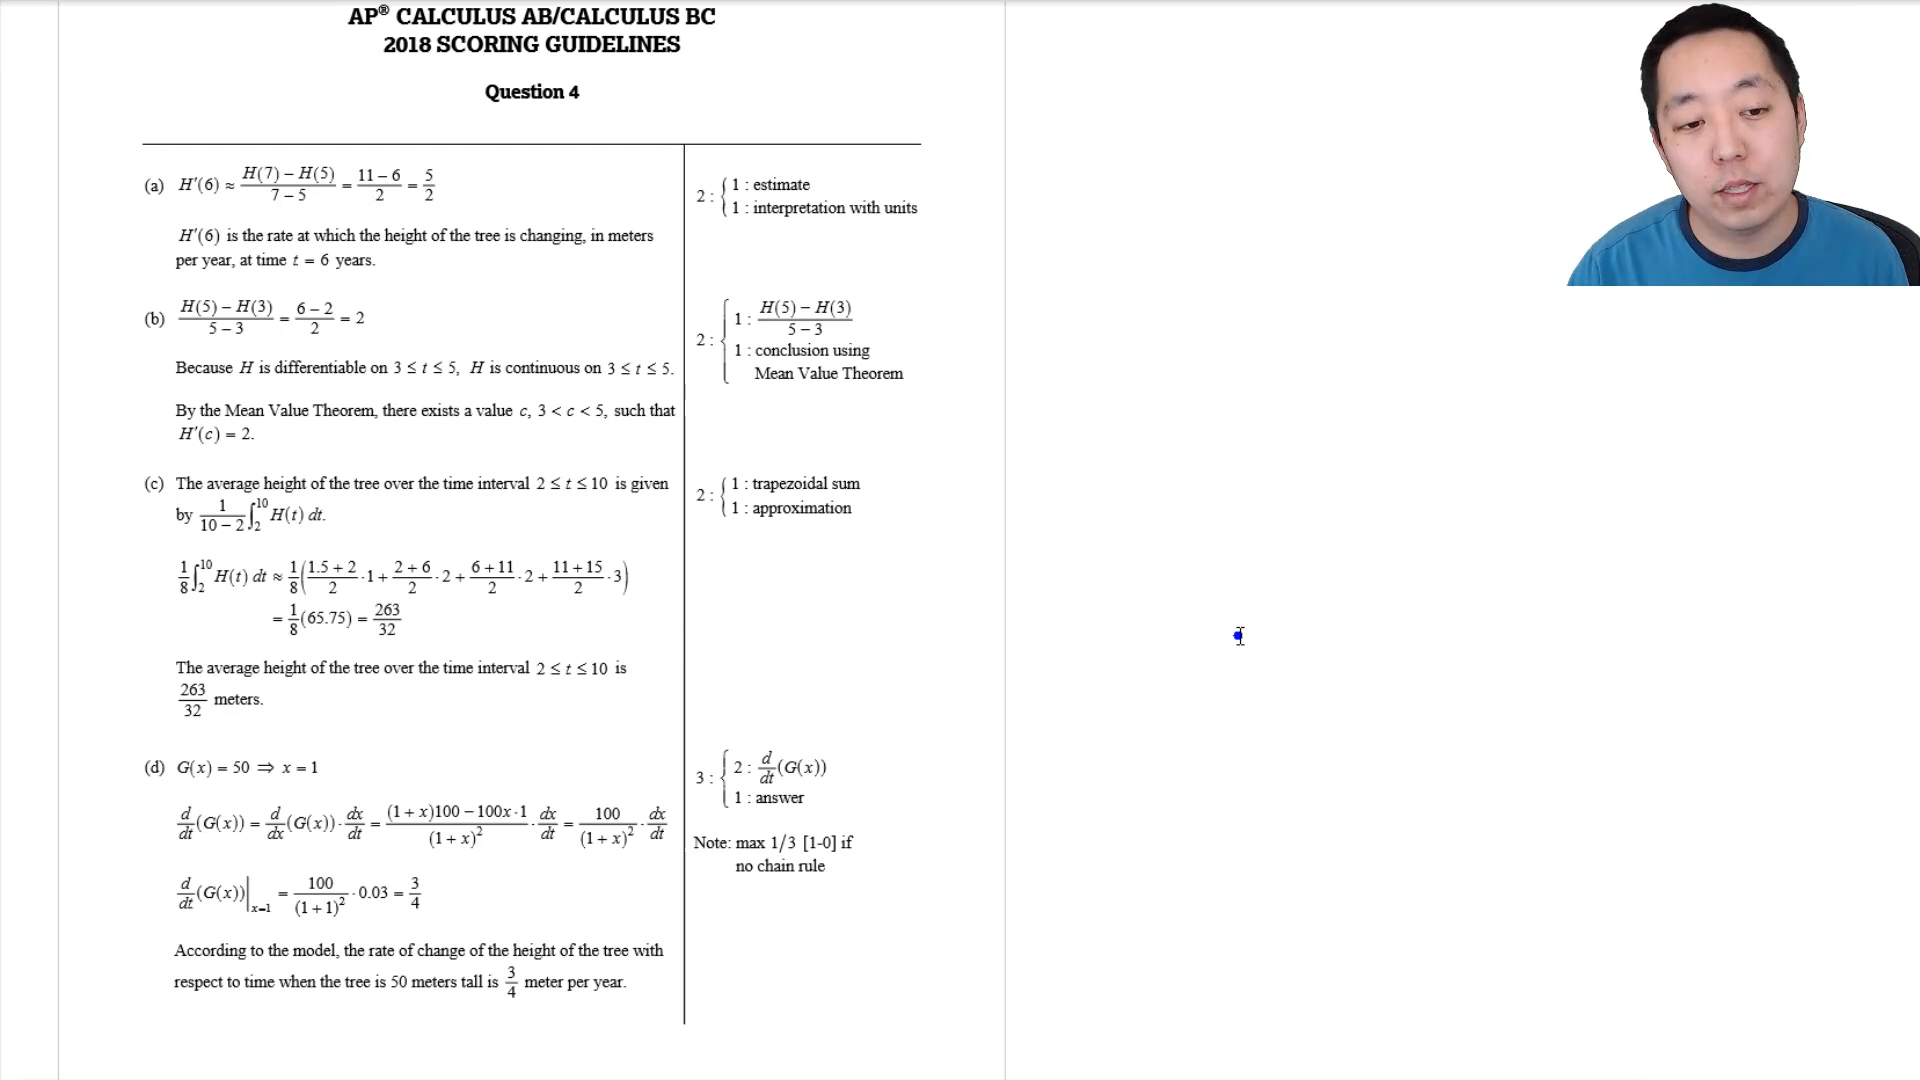 AP® CALCULUS AB/CALCULUS BC
2018 SCORING GUIDELINES
Question 4
(a) H′(6) ≈ (H(7) − H(5))/(7 − 5) = (11 − 6)/2 = 5/2
H′(6) is the rate at which the height of the tree is changing, in meters
per year, at time t = 6 years.
2 : { 1 : estimate
1 : interpretation with units
(b) (H(5) − H(3))/(5 − 3) = (6 − 2)/2 = 2
Because H is differentiable on 3 ≤ t ≤ 5, H is continuous on 3 ≤ t ≤ 5.
By the Mean Value Theorem, there exists a value c, 3 < c < 5, such that
H′(c) = 2.
2 : { 1 : (H(5) − H(3))/(5 − 3)
1 : conclusion using
Mean Value Theorem
(c) The average height of the tree over the time interval 2 ≤ t ≤ 10 is given
by 1/(10 − 2) ∫₂¹⁰ H(t) dt.
1/8 ∫₂¹⁰ H(t) dt ≈ 1/8((1.5 + 2)/2 · 1 + (2 + 6)/2 · 2 + (6 + 11)/2 · 2 + (11 + 15)/2 · 3)
= 1/8(65.75) = 263/32
The average height of the tree over the time interval 2 ≤ t ≤ 10 is
263/32 meters.
2 : { 1 : trapezoidal sum
1 : approximation
(d) G(x) = 50 ⇒ x = 1
d/dt(G(x)) = d/dx(G(x)) · dx/dt = ((1 + x)100 − 100x · 1)/(1 + x)² · dx/dt = 100/(1 + x)² · dx/dt
d/dt(G(x))|x=1 = 100/(1 + 1)² · 0.03 = 3/4
According to the model, the rate of change of the height of the tree with
respect to time when the tree is 50 meters tall is 3/4 meter per year.
3 : { 2 : d/dt(G(x))
1 : answer
Note: max 1/3 [1-0] if
no chain rule